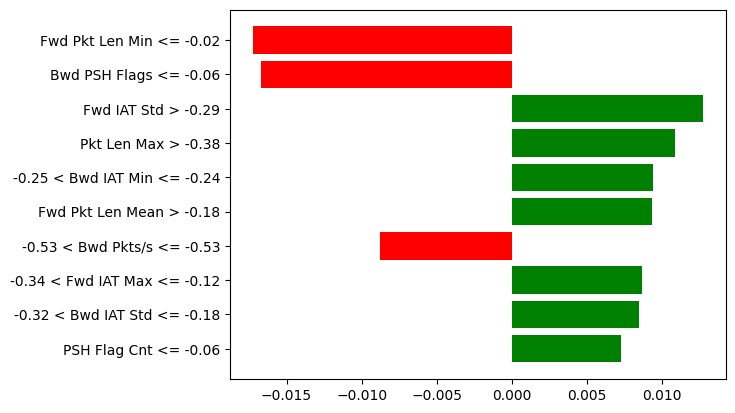 Fwd Pkt Len Min <= -0.02
Bwd PSH Flags <= -0.06
Fwd IAT Std > -0.29
Pkt Len Max > -0.38
-0.25 < Bwd IAT Min <= -0.24
Fwd Pkt Len Mean > -0.18
-0.53 < Bwd Pkts/s <= -0.53
-0.34 < Fwd IAT Max <= -0.12
-0.32 < Bwd IAT Std <= -0.18
PSH Flag Cnt <= -0.06
−0.015 −0.010 −0.005 0.000 0.005 0.010